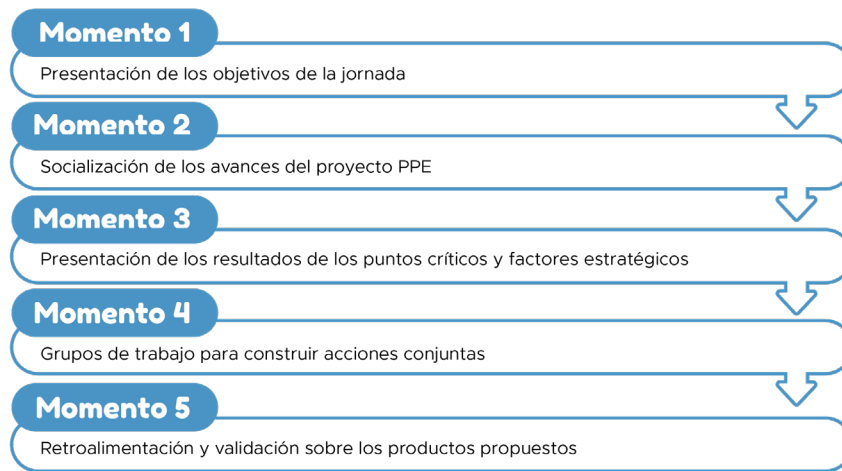 Momento 1
Presentación de los objetivos de la jornada
Momento 2
Socialización de los avances del proyecto PPE
Momento 3
Presentación de los resultados de los puntos críticos y factores estratégicos
Momento 4
Grupos de trabajo para construir acciones conjuntas
Momento 5
Retroalimentación y validación sobre los productos propuestos